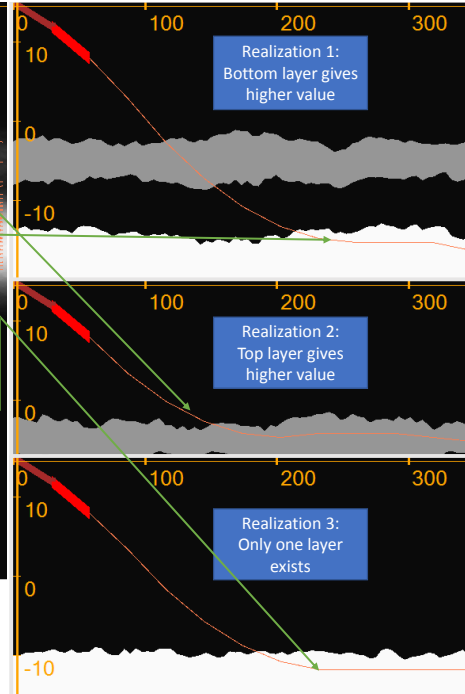 0 100 200 300
10
Realization 1:
Bottom layer gives
higher value
0
-10
0 100 200 300
10
Realization 2:
Top layer gives
higher value
0
0 100 200 300
10
Realization 3:
Only one layer
exists
0
-10